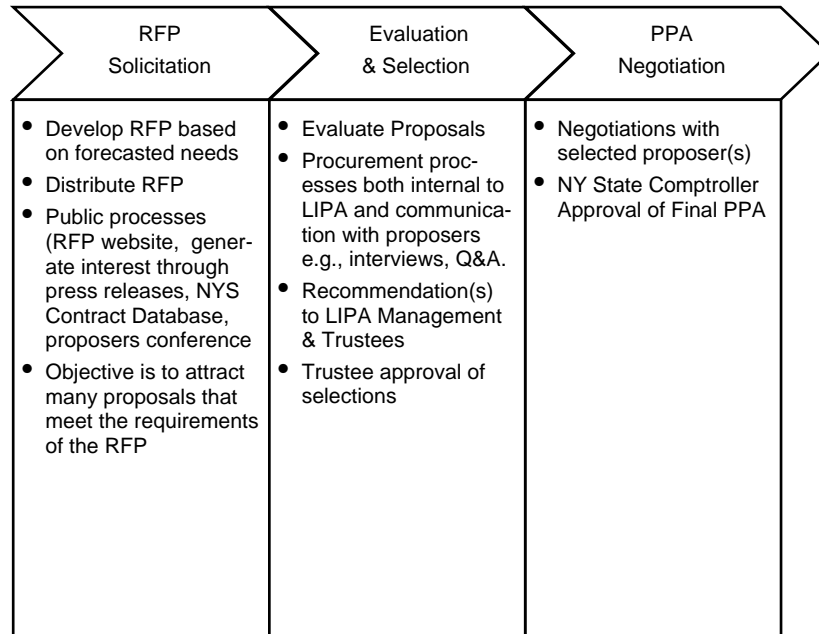 RFP
Solicitation
Evaluation
& Selection
PPA
Negotiation
• Develop RFP based
on forecasted needs
• Distribute RFP
• Public processes
(RFP website, gener-
ate interest through
press releases, NYS
Contract Database,
proposers conference
• Objective is to attract
many proposals that
meet the requirements
of the RFP
• Evaluate Proposals
• Procurement proc-
esses both internal to
LIPA and communica-
tion with proposers
e.g., interviews, Q&A.
• Recommendation(s)
to LIPA Management
& Trustees
• Trustee approval of
selections
• Negotiations with
selected proposer(s)
• NY State Comptroller
Approval of Final PPA